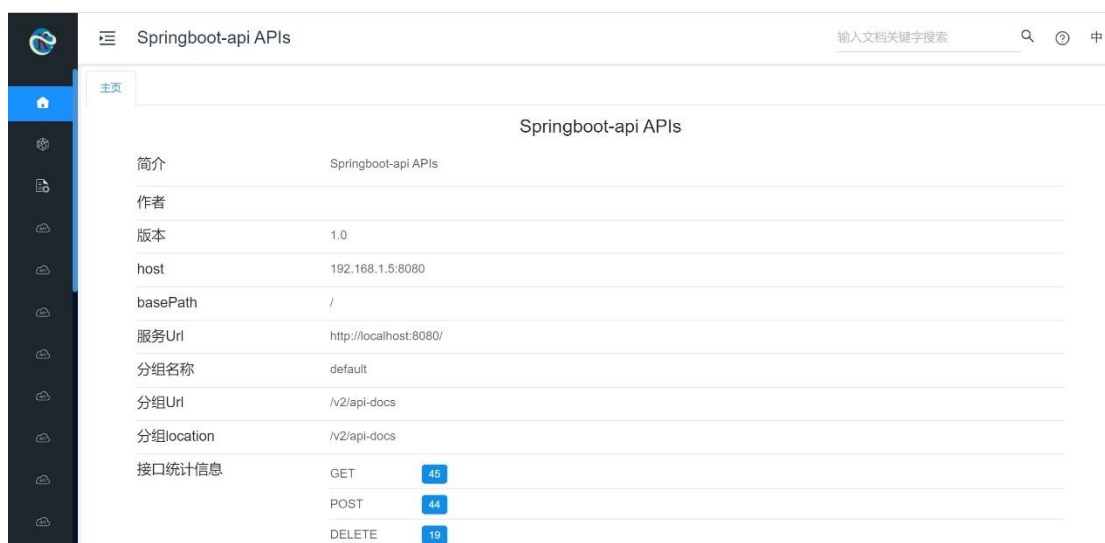 Springboot-api APIs
输入文档关键字搜索
中
主页
Springboot-api APIs
简介 Springboot-api APIs
作者
版本 1.0
host 192.168.1.5:8080
basePath /
服务Url http://localhost:8080/
分组名称 default
分组Url /v2/api-docs
分组location /v2/api-docs
接口统计信息 GET 45
POST 44
DELETE 19